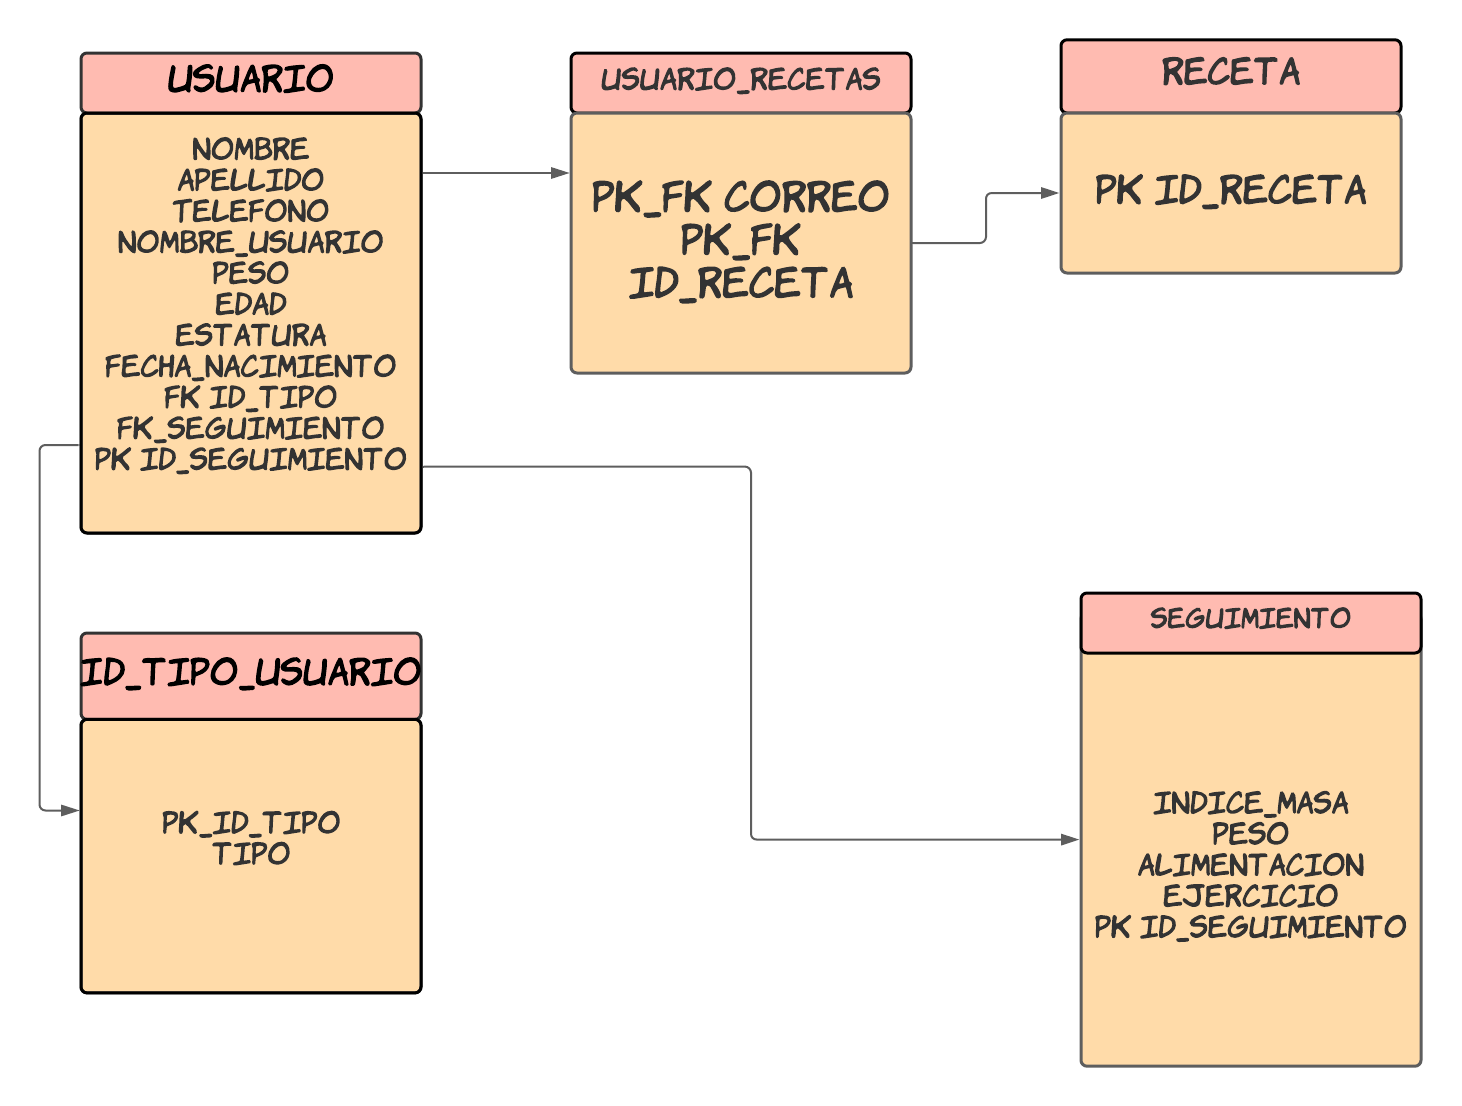 USUARIO
NOMBRE
APELLIDO
TELEFONO
NOMBRE_USUARIO
PESO
EDAD
ESTATURA
FECHA_NACIMIENTO
FK ID_TIPO
FK_SEGUIMIENTO
PK ID_SEGUIMIENTO
USUARIO_RECETAS
PK_FK CORREO
PK_FK
ID_RECETA
RECETA
PK ID_RECETA
ID_TIPO_USUARIO
PK_ID_TIPO
TIPO
SEGUIMIENTO
INDICE_MASA
PESO
ALIMENTACION
EJERCICIO
PK ID_SEGUIMIENTO